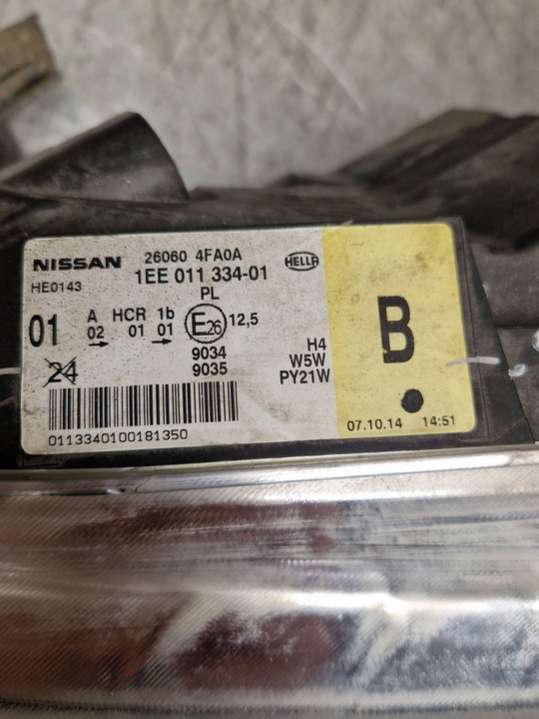 NISSAN 26060 4FA0A HELLA
HE0143 1EE 011 334-01
PL
01 A HCR 1b E26 12,5
02 01 01
24 9034 H4
9035 W5W
PY21W
B
0113340100181350
07.10.14 14:51